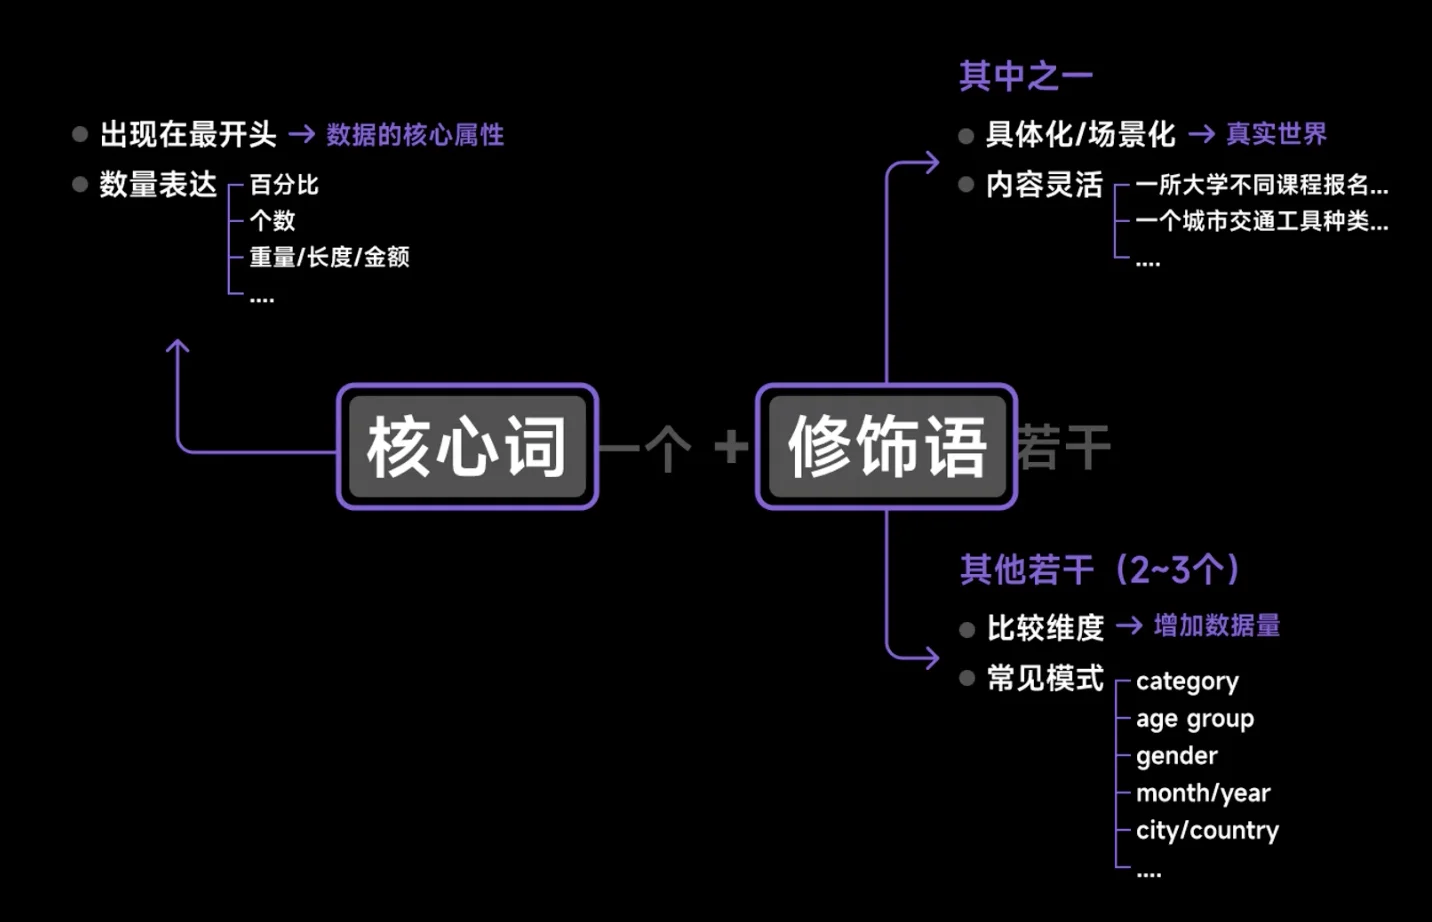 出现在最开头 → 数据的核心属性
数量表达
百分比
个数
重量/长度/金额
....
核心词 一个 + 修饰语 若干
其中之一
具体化/场景化 → 真实世界
内容灵活
一所大学不同课程报名...
一个城市交通工具种类...
....
其他若干（2~3个）
比较维度 → 增加数据量
常见模式
category
age group
gender
month/year
city/country
....